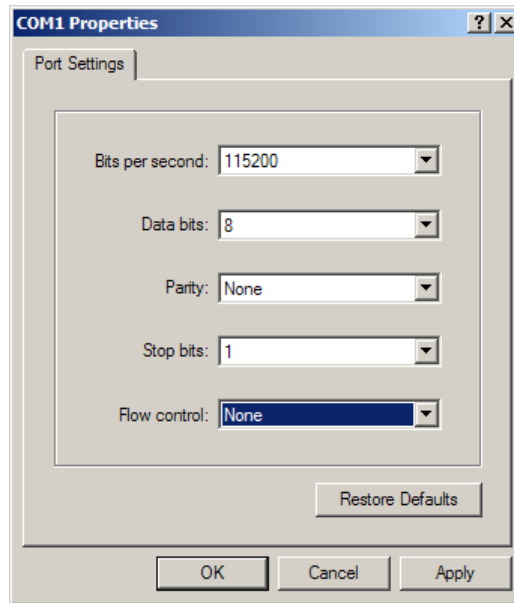 COM1 Properties
Port Settings
Bits per second: 115200
Data bits: 8
Parity: None
Stop bits: 1
Flow control: None
Restore Defaults
OK Cancel Apply